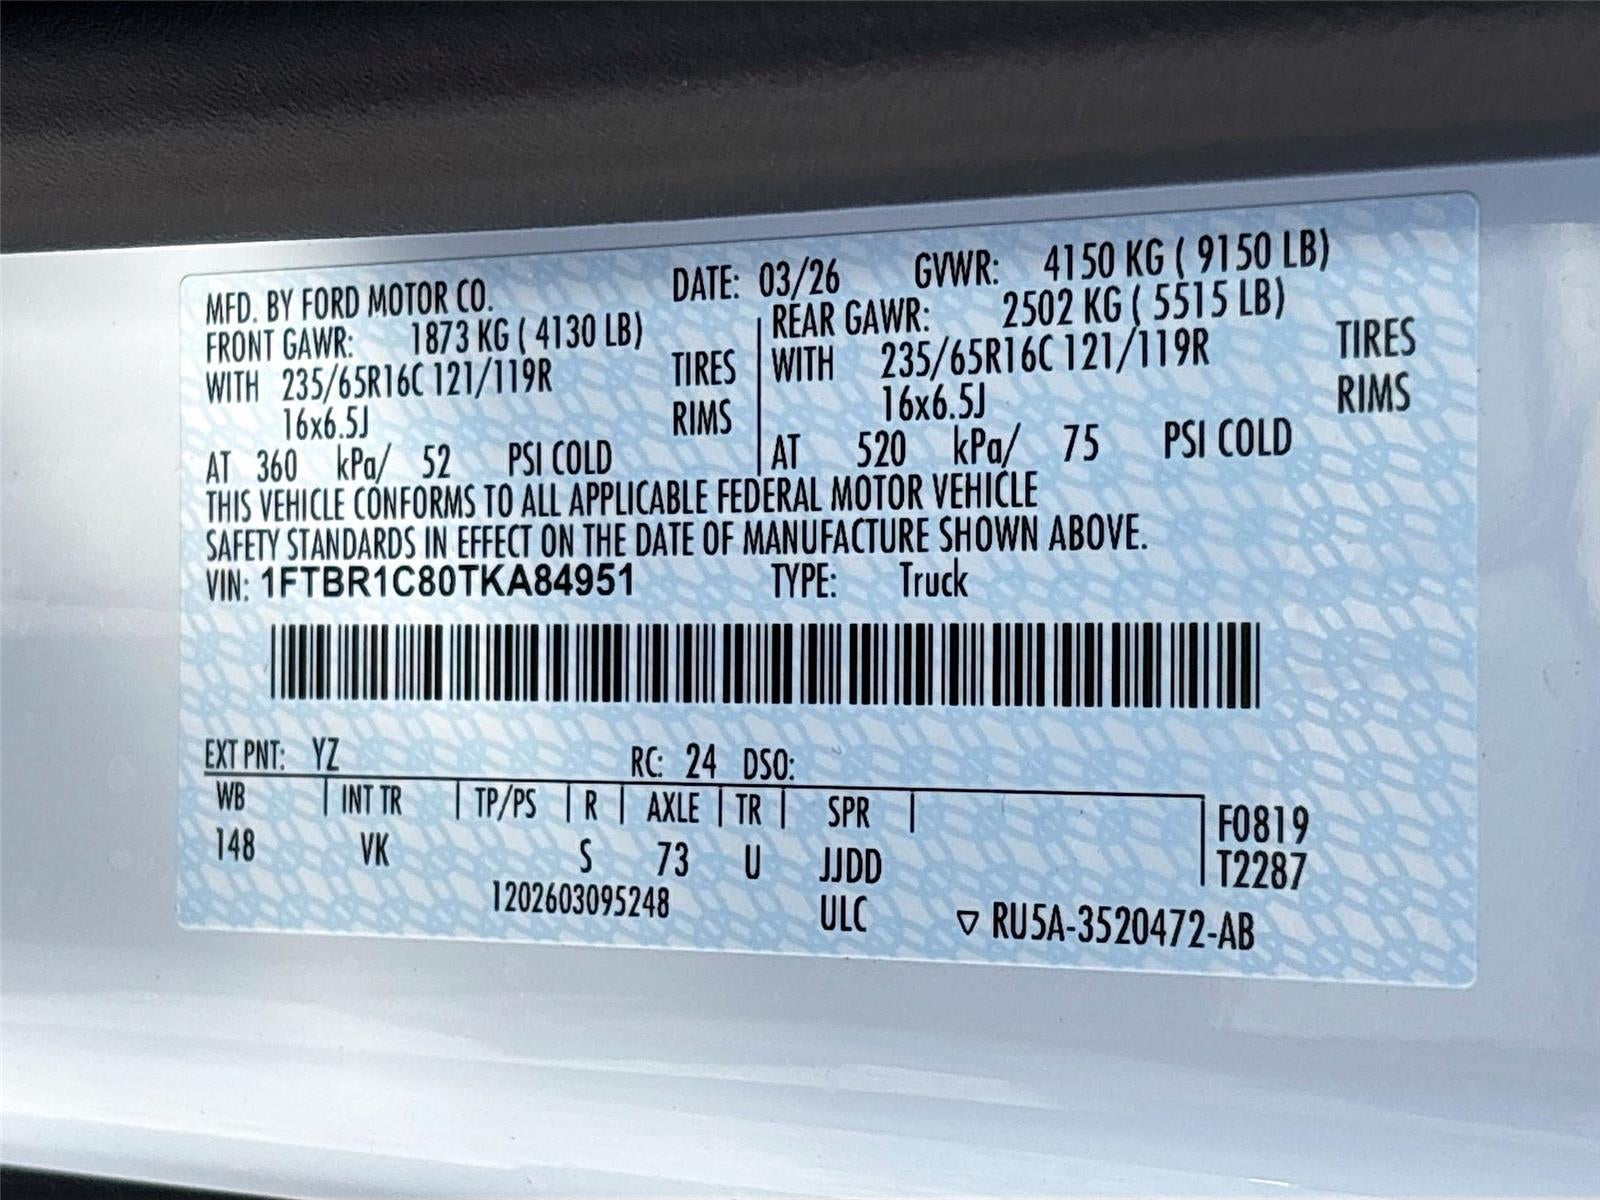 MFD. BY FORD MOTOR CO. DATE: 03/26 GVWR: 4150 KG ( 9150 LB)
FRONT GAWR: 1873 KG ( 4130 LB) REAR GAWR: 2502 KG ( 5515 LB)
WITH 235/65R16C 121/119R TIRES WITH 235/65R16C 121/119R TIRES
16x6.5J RIMS 16x6.5J RIMS
AT 360 kPa/ 52 PSI COLD AT 520 kPa/ 75 PSI COLD
THIS VEHICLE CONFORMS TO ALL APPLICABLE FEDERAL MOTOR VEHICLE
SAFETY STANDARDS IN EFFECT ON THE DATE OF MANUFACTURE SHOWN ABOVE.
VIN: 1FTBR1C80TKA84951 TYPE: Truck
EXT PNT: YZ RC: 24 DSO:
WB INT TR TP/PS R AXLE TR SPR F0819
148 VK S 73 U JJDD T2287
1202603095248 ULC ▽ RU5A-3520472-AB